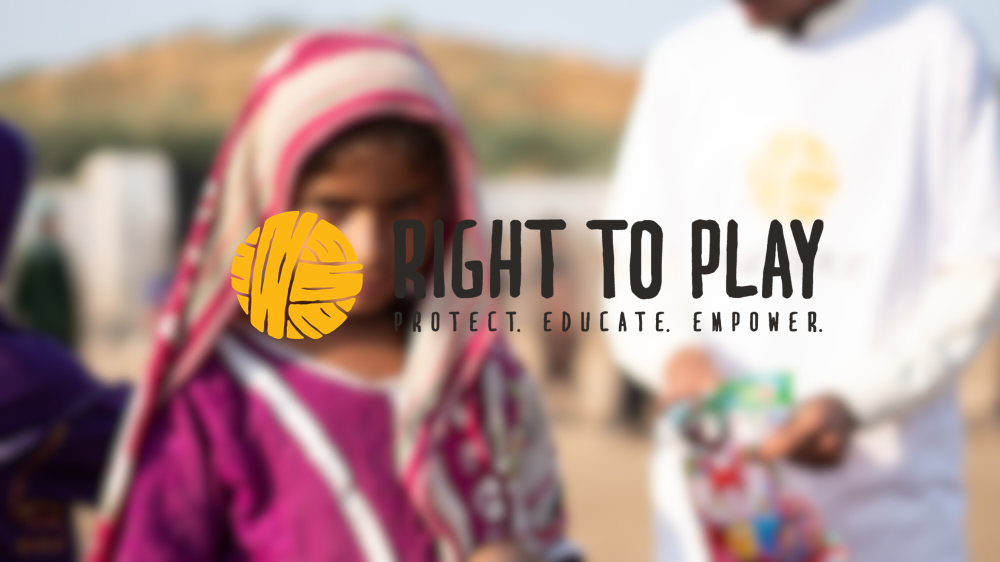 RIGHT TO PLAY
PROTECT. EDUCATE. EMPOWER.